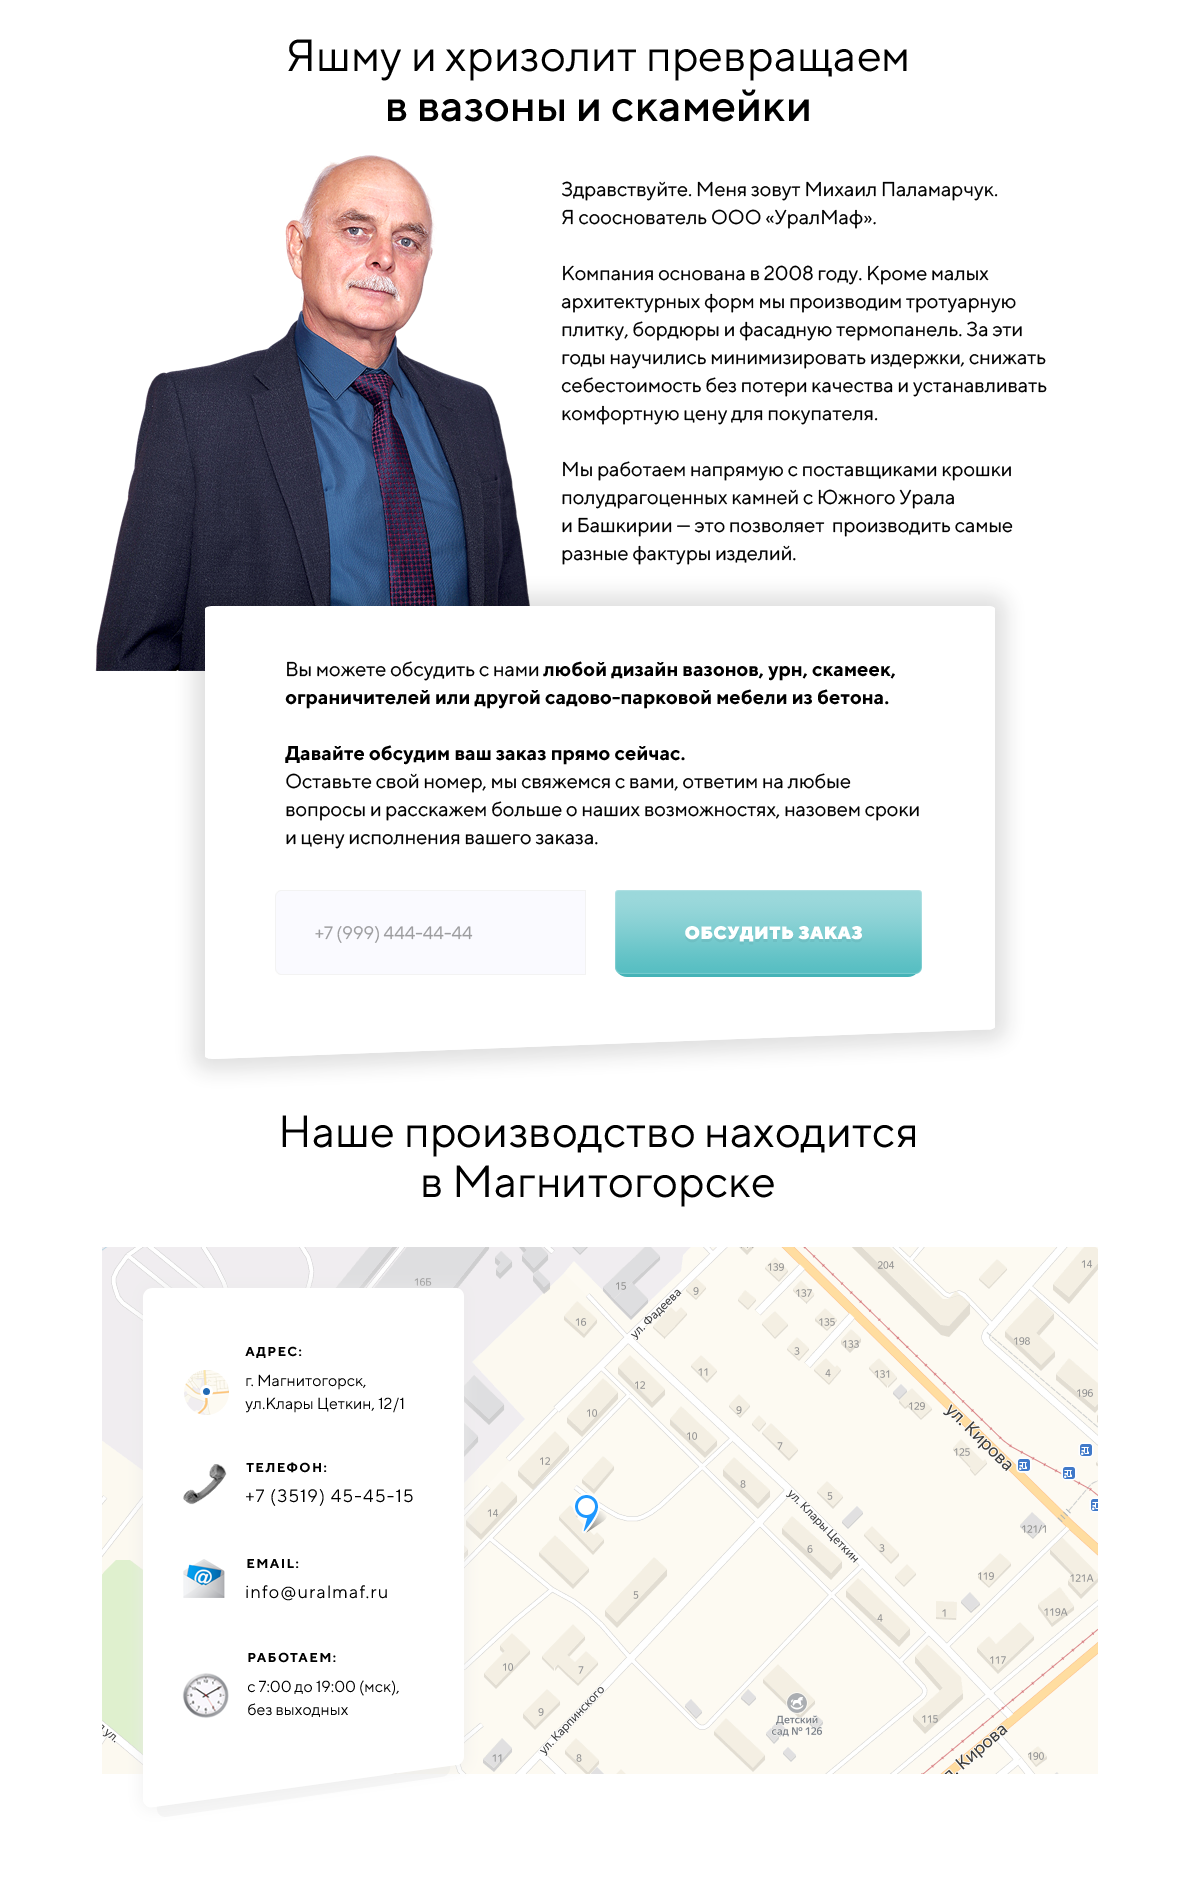 Яшму и хризолит превращаем
в вазоны и скамейки
Здравствуйте. Меня зовут Михаил Паламарчук.
Я сооснователь ООО «УралМаф».
Компания основана в 2008 году. Кроме малых
архитектурных форм мы производим тротуарную
плитку, бордюры и фасадную термопанель. За эти
годы научились минимизировать издержки, снижать
себестоимость без потери качества и устанавливать
комфортную цену для покупателя.
Мы работаем напрямую с поставщиками крошки
полудрагоценных камней с Южного Урала
и Башкирии — это позволяет производить самые
разные фактуры изделий.
Вы можете обсудить с нами любой дизайн вазонов, урн, скамеек,
ограничителей или другой садово-парковой мебели из бетона.
Давайте обсудим ваш заказ прямо сейчас.
Оставьте свой номер, мы свяжемся с вами, ответим на любые
вопросы и расскажем больше о наших возможностях, назовем сроки
и цену исполнения вашего заказа.
+7 (999) 444-44-44
ОБСУДИТЬ ЗАКАЗ
Наше производство находится
в Магнитогорске
АДРЕС:
г. Магнитогорск,
ул.Клары Цеткин, 12/1
ТЕЛЕФОН:
+7 (3519) 45-45-15
EMAIL:
info@uralmaf.ru
РАБОТАЕМ:
с 7:00 до 19:00 (мск),
без выходных
165
15
ул. Фадеева
9
16
139
137
135
133
204
14
198
196
3
4
131
129
12
11
10
9
10
7
ул. Кирова
125
12
8
5
14
ул. Клары Цеткин
6
3
121/1
119
121А
119А
5
4
1
117
10
7
9
ул. Карпинского
11
8
Детский
сад № 126
115
ул. Кирова
190